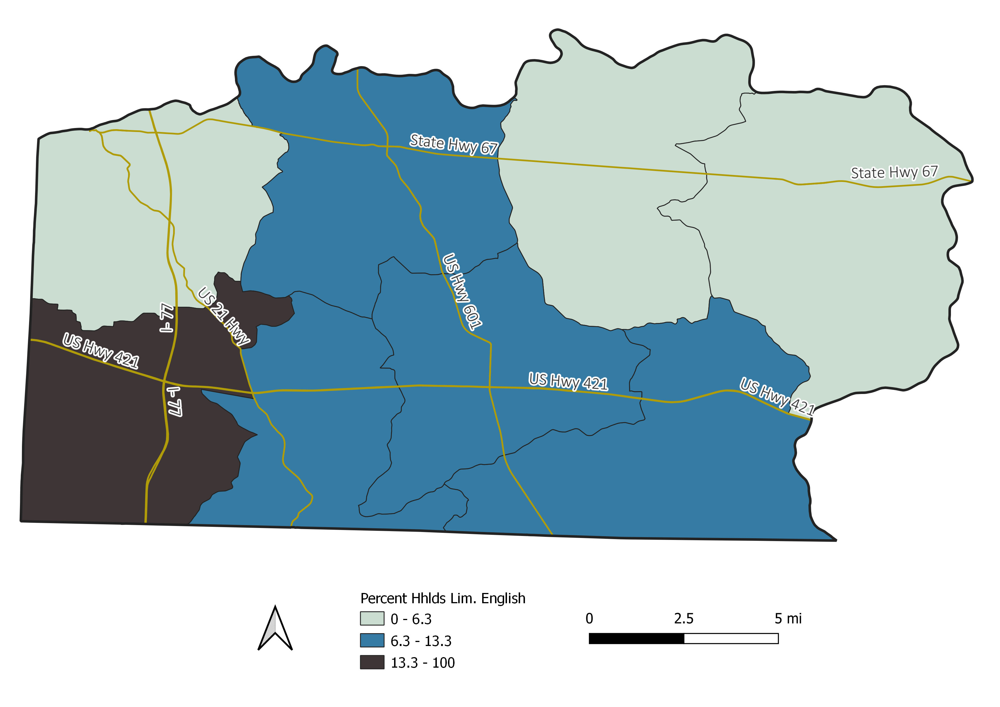 State Hwy 67
State Hwy 67
US Hwy 601
US 21 Hwy
I-77
US Hwy 421
US Hwy 421
US Hwy 421
I-77
Percent Hhlds Lim. English
0 - 6.3
6.3 - 13.3
13.3 - 100
0 2.5 5 mi